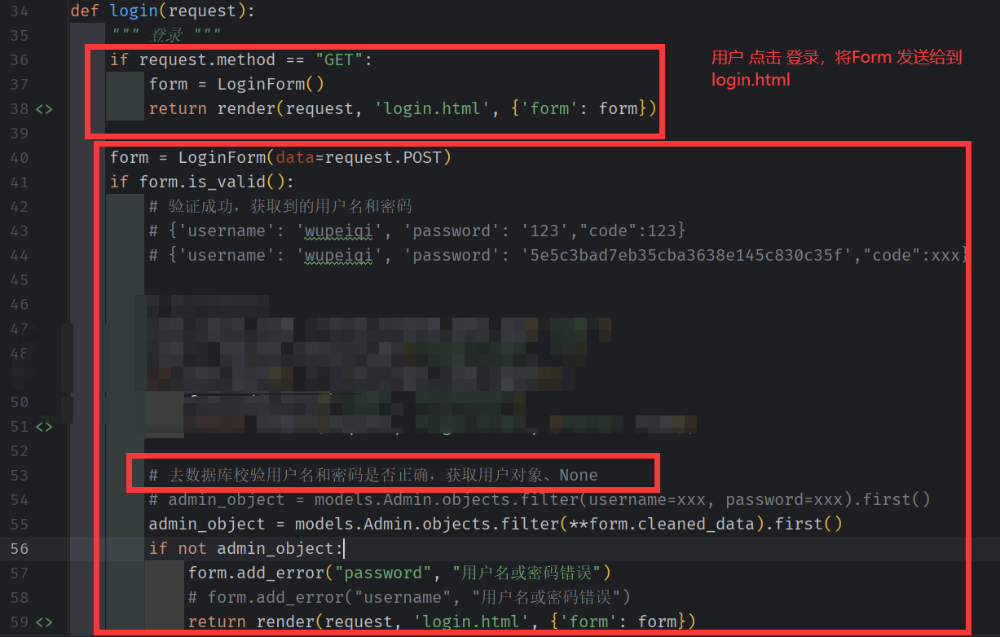 34 def login(request):
35 """ 登录 """
36 if request.method == "GET":
用户 点击 登录，将Form 发送给到
login.html
37 form = LoginForm()
38 <> return render(request, 'login.html', {'form': form})
39
40 form = LoginForm(data=request.POST)
41 if form.is_valid():
42 # 验证成功，获取到的用户名和密码
43 # {'username': 'wupeiqi', 'password': '123',"code":123}
44 # {'username': 'wupeiqi', 'password': '5e5c3bad7eb35cba3638e145c830c35f',"code":xxx}
45
46
47
48
50
51 <>
52
53 # 去数据库校验用户名和密码是否正确，获取用户对象、None
54 # admin_object = models.Admin.objects.filter(username=xxx, password=xxx).first()
55 admin_object = models.Admin.objects.filter(**form.cleaned_data).first()
56 if not admin_object:
57 form.add_error("password", "用户名或密码错误")
58 # form.add_error("username", "用户名或密码错误")
59 <> return render(request, 'login.html', {'form': form})